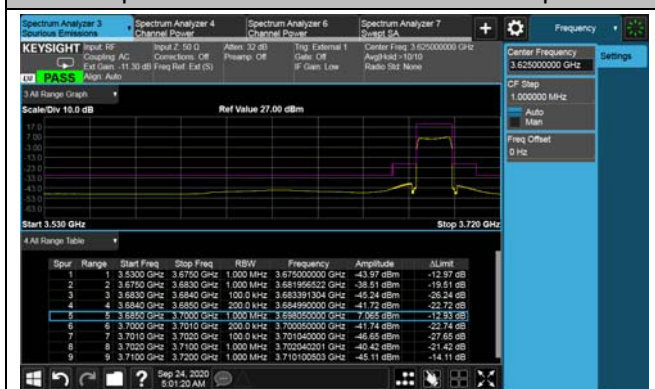 Spectrum Analyzer 3
Spurious Emissions
Spectrum Analyzer 4
Channel Power
Spectrum Analyzer 6
Channel Power
Spectrum Analyzer 7
Swept SA
+
Frequency
KEYSIGHT Input: RF
Coupling: AC
Ext Gain: -11.30 dB
Align: Auto
Input Z: 50 Ω
Corrections: Off
Freq Ref: Ext (S)
Atten: 32 dB
Preamp: Off
Trig: External 1
Gate: Off
IF Gain: Low
Center Freq: 3.625000000 GHz
Avg|Hold:>10/10
Radio Std: None
PASS
Center Frequency
3.625000000 GHz
Settings
CF Step
1.000000 MHz
Auto
Man
Freq Offset
0 Hz
3 All Range Graph
Scale/Div 10.0 dB
Ref Value 27.00 dBm
17.0
7.00
-3.00
-13.0
-23.0
-33.0
-43.0
-53.0
-63.0
Start 3.530 GHz
Stop 3.720 GHz
4 All Range Table
Spur Range Start Freq Stop Freq RBW Frequency Amplitude ΔLimit
1 1 3.5300 GHz 3.6750 GHz 1.000 MHz 3.675000000 GHz -43.97 dBm -12.97 dB
2 2 3.6750 GHz 3.6830 GHz 1.000 MHz 3.681956522 GHz -38.51 dBm -19.51 dB
3 3 3.6830 GHz 3.6840 GHz 100.0 kHz 3.683391304 GHz -45.24 dBm -26.24 dB
4 4 3.6840 GHz 3.6850 GHz 200.0 kHz 3.684990000 GHz -41.72 dBm -22.72 dB
5 5 3.6850 GHz 3.7000 GHz 1.000 MHz 3.698050000 GHz 7.065 dBm -12.93 dB
6 6 3.7000 GHz 3.7010 GHz 200.0 kHz 3.700050000 GHz -41.74 dBm -22.74 dB
7 7 3.7010 GHz 3.7020 GHz 100.0 kHz 3.701040000 GHz -46.65 dBm -27.65 dB
8 8 3.7020 GHz 3.7100 GHz 1.000 MHz 3.702040201 GHz -40.42 dBm -21.42 dB
9 9 3.7100 GHz 3.7200 GHz 1.000 MHz 3.710100503 GHz -45.11 dBm -14.11 dB
Sep 24, 2020
5:01:20 AM